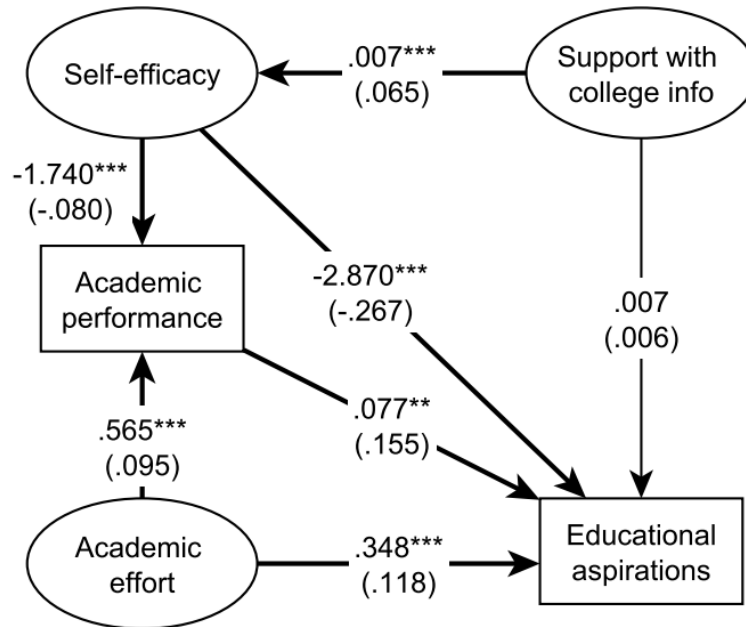 Self-efficacy
.007***
(.065)
Support with
college info
-1.740***
(-.080)
Academic
performance
-2.870***
(-.267)
.007
(.006)
.077**
(.155)
.565***
(.095)
Academic
effort
.348***
(.118)
Educational
aspirations